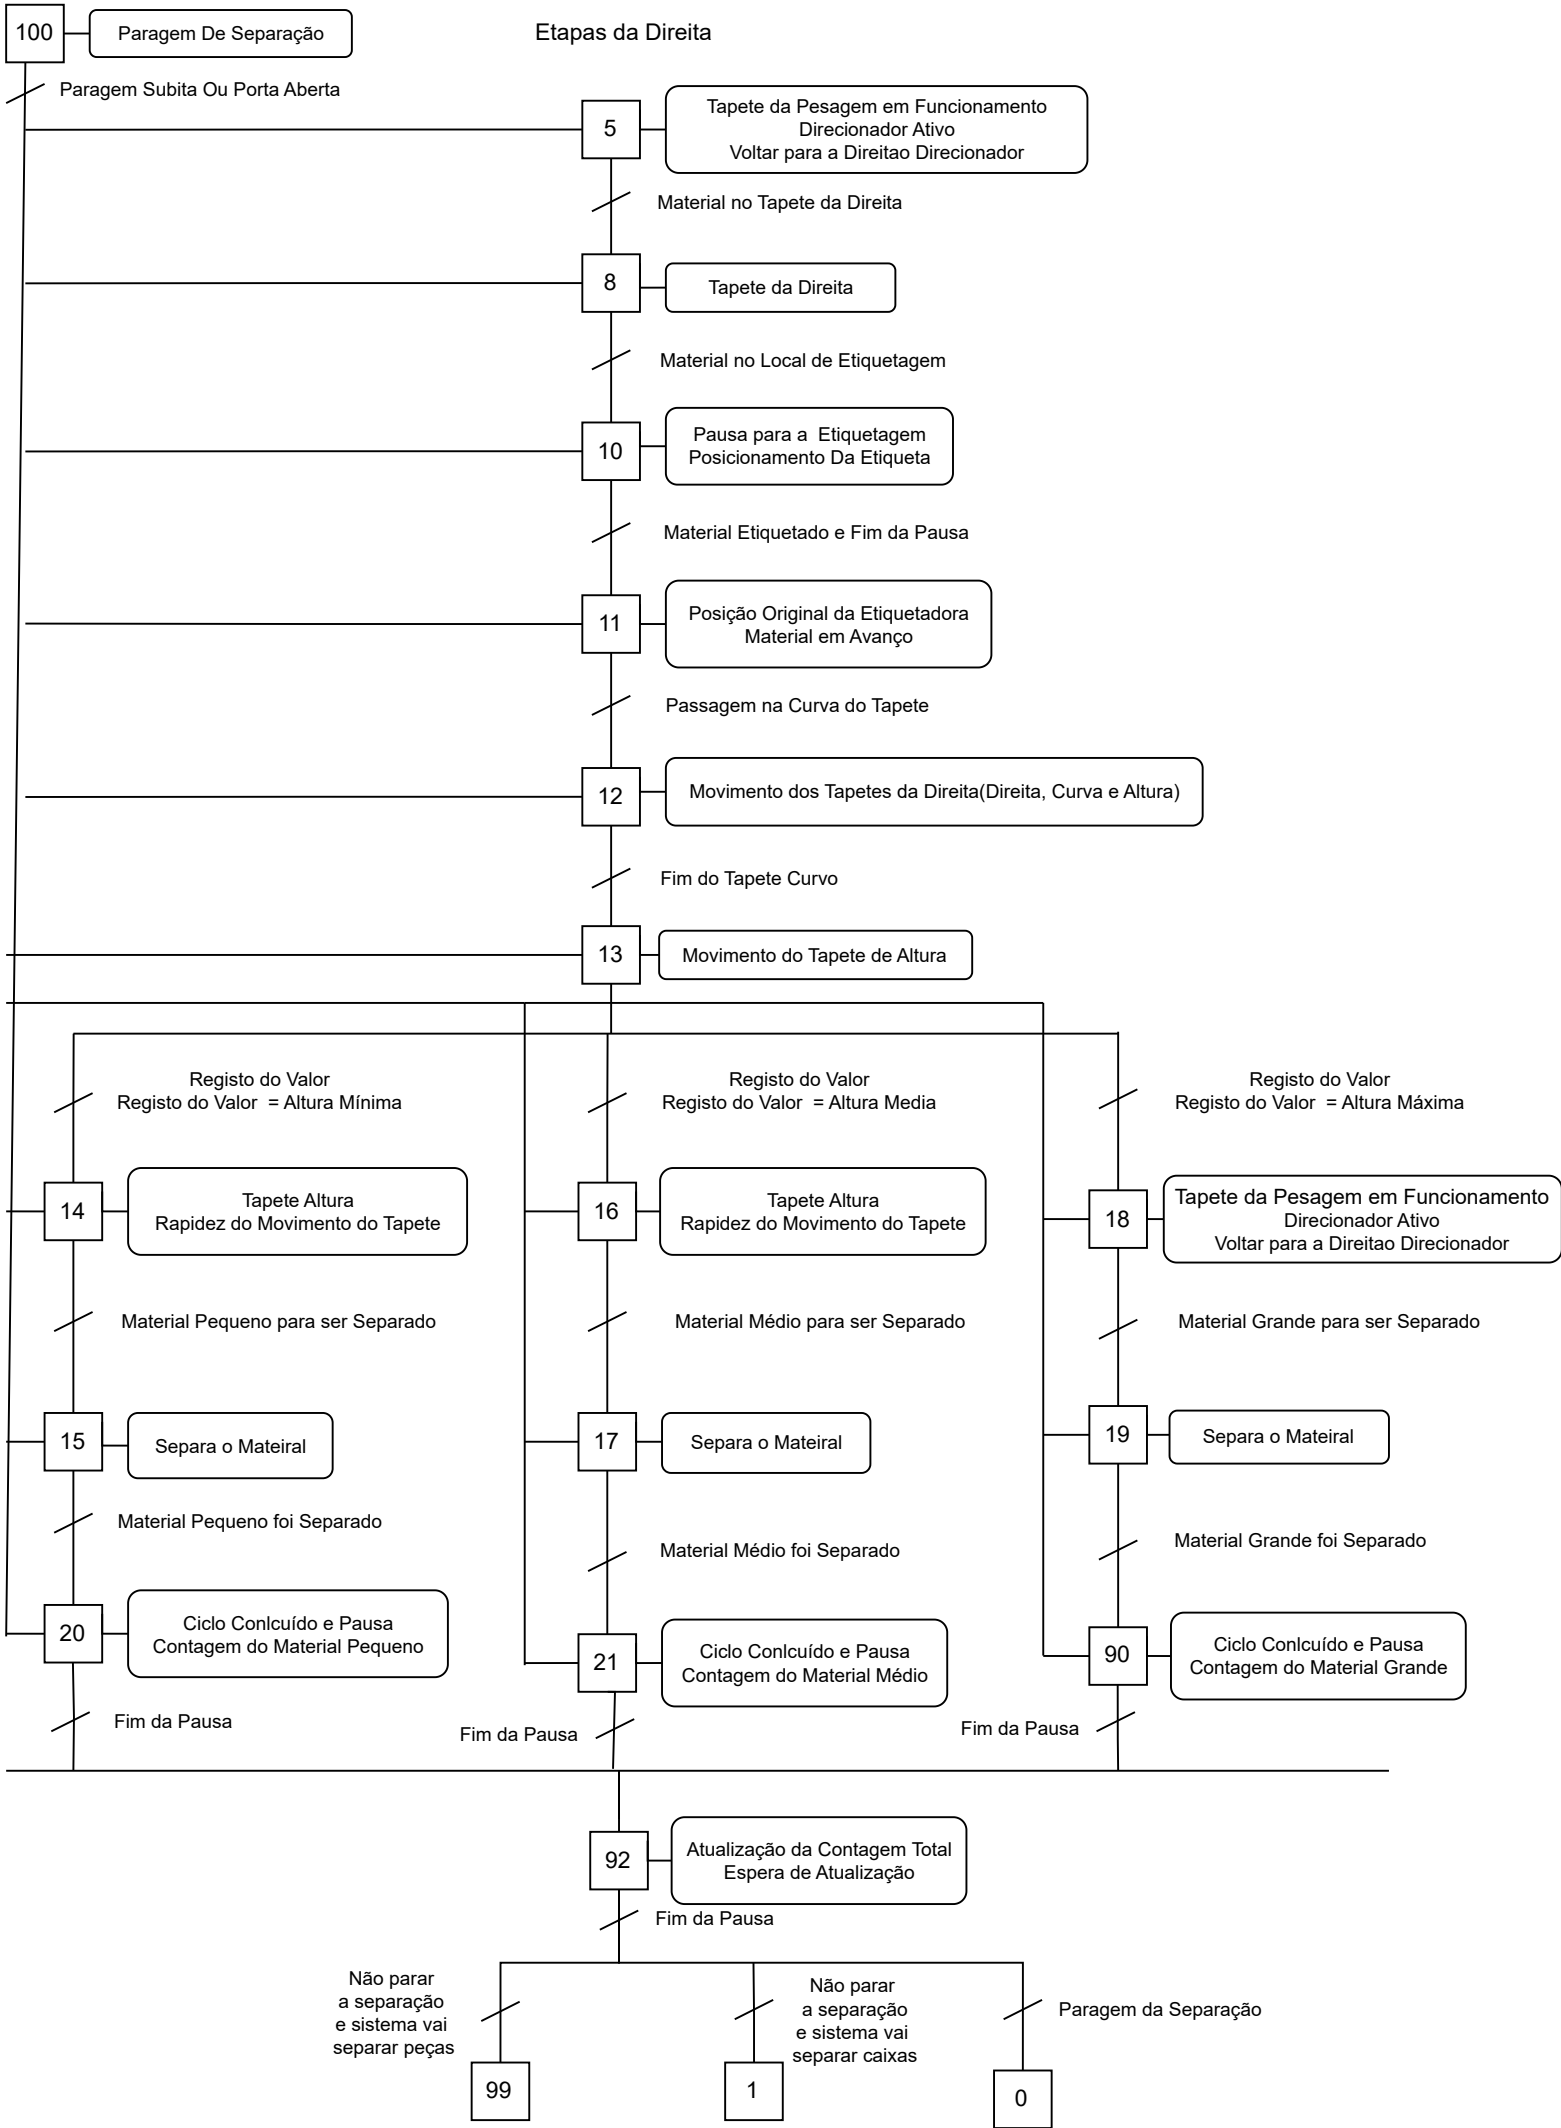 100
Paragem De Separação
Etapas da Direita
Paragem Subita Ou Porta Aberta
5
Tapete da Pesagem em Funcionamento
Direcionador Ativo
Voltar para a Direitao Direcionador
Material no Tapete da Direita
8
Tapete da Direita
Material no Local de Etiquetagem
10
Pausa para a  Etiquetagem
Posicionamento Da Etiqueta
Material Etiquetado e Fim da Pausa
11
Posição Original da Etiquetadora
Material em Avanço
Passagem na Curva do Tapete
12
Movimento dos Tapetes da Direita(Direita, Curva e Altura)
Fim do Tapete Curvo
13
Movimento do Tapete de Altura
Registo do Valor
Registo do Valor  = Altura Mínima
Registo do Valor
Registo do Valor  = Altura Media
Registo do Valor
Registo do Valor  = Altura Máxima
14
Tapete Altura
Rapidez do Movimento do Tapete
16
Tapete Altura
Rapidez do Movimento do Tapete
18
Tapete da Pesagem em Funcionamento
Direcionador Ativo
Voltar para a Direitao Direcionador
Material Pequeno para ser Separado
Material Médio para ser Separado
Material Grande para ser Separado
15
Separa o Mateiral
17
Separa o Mateiral
19
Separa o Mateiral
Material Pequeno foi Separado
Material Médio foi Separado
Material Grande foi Separado
20
Ciclo Conlcuído e Pausa
Contagem do Material Pequeno
21
Ciclo Conlcuído e Pausa
Contagem do Material Médio
90
Ciclo Conlcuído e Pausa
Contagem do Material Grande
Fim da Pausa
Fim da Pausa
Fim da Pausa
92
Atualização da Contagem Total
Espera de Atualização
Fim da Pausa
Não parar
a separação
e sistema vai
separar peças
Não parar
a separação
e sistema vai
separar caixas
Paragem da Separação
99
1
0